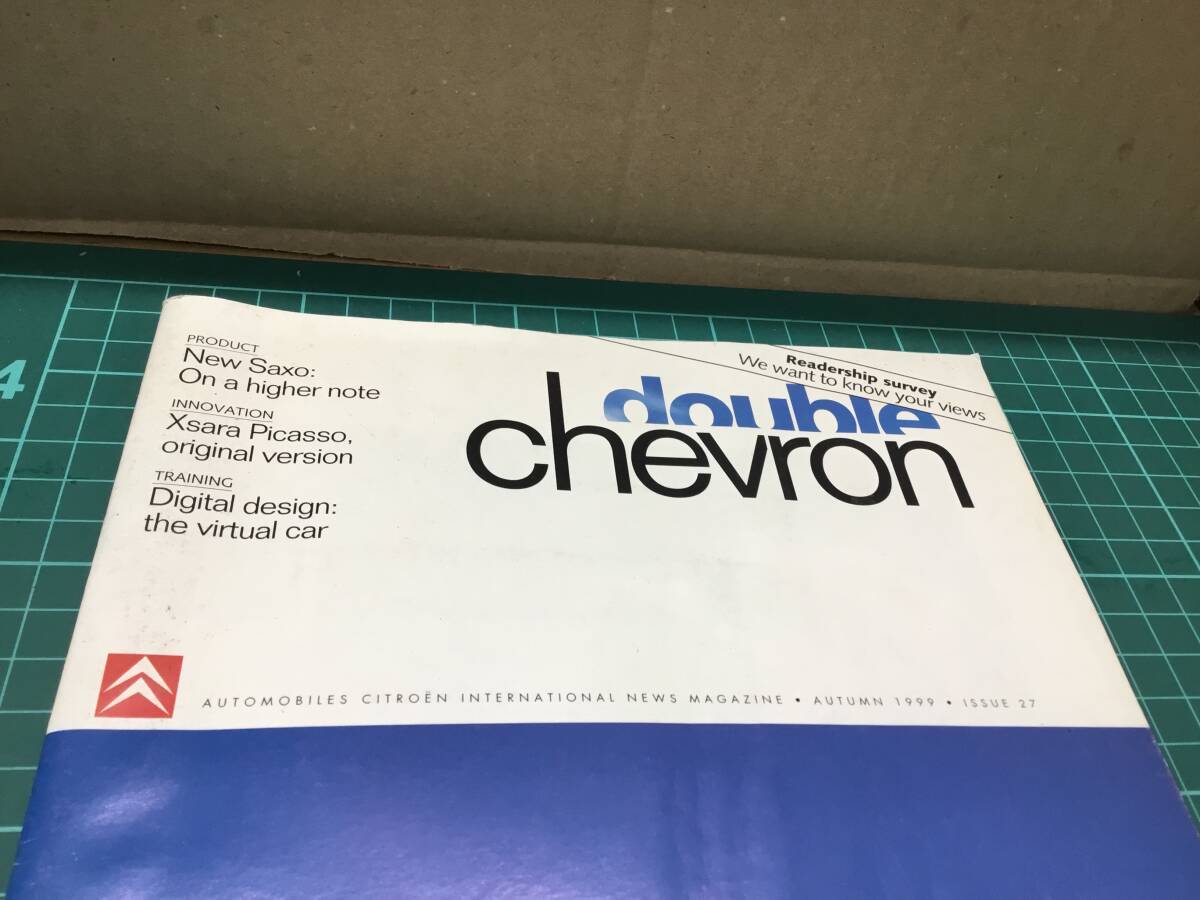 PRODUCT
New Saxo:
On a higher note
INNOVATION
Xsara Picasso,
original version
TRAINING
Digital design:
the virtual car
Readership survey
We want to know your views
double
chevron
AUTOMOBILES CITROËN INTERNATIONAL NEWS MAGAZINE • AUTUMN 1999 • ISSUE 27
4